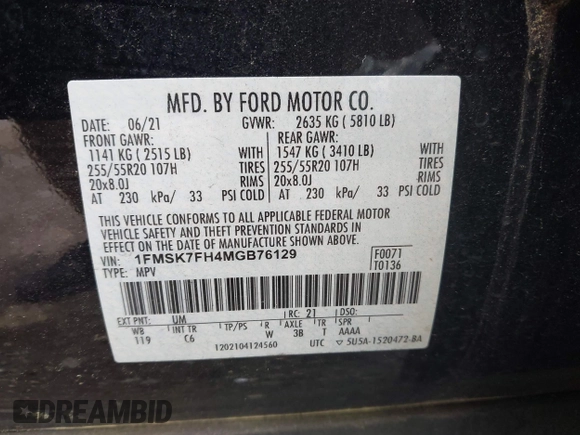 MFD. BY FORD MOTOR CO.
DATE: 06/21 GVWR: 2635 KG ( 5810 LB)
FRONT GAWR: REAR GAWR:
1141 KG ( 2515 LB) WITH 1547 KG ( 3410 LB) WITH
255/55R20 107H TIRES 255/55R20 107H TIRES
20x8.0J RIMS 20x8.0J RIMS
AT 230 kPa/ 33 PSI COLD AT 230 kPa/ 33 PSI COLD
THIS VEHICLE CONFORMS TO ALL APPLICABLE FEDERAL MOTOR
VEHICLE SAFETY AND THEFT PREVENTION STANDARDS IN
EFFECT ON THE DATE OF MANUFACTURE SHOWN ABOVE.
VIN: 1FMSK7FH4MGB76129 F0071
TYPE: MPV T0136
EXT PNT: UM RC: 21 DSO:
WB INT TR TP/PS R AXLE TR SPR
119 C6 W 3B T AAAA
1202104124560 UTC ▽ 5U5A-1520472-BA
DREAMBID